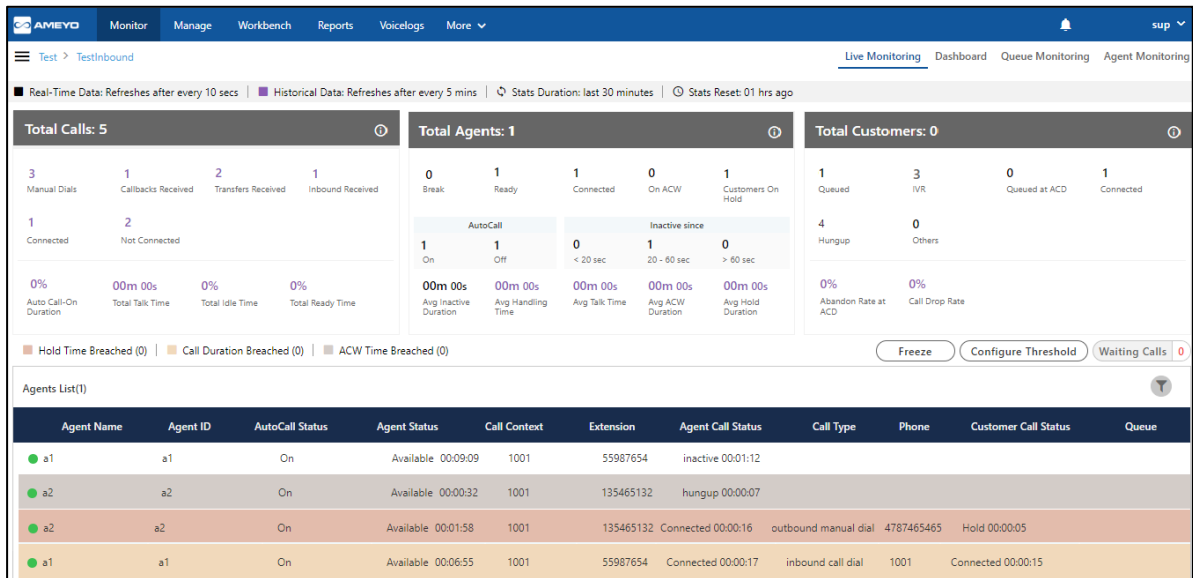 AMEYO Monitor Manage Workbench Reports Voicelogs More sup
Test > TestInbound Live Monitoring Dashboard Queue Monitoring Agent Monitoring
Real-Time Data: Refreshes after every 10 secs | Historical Data: Refreshes after every 5 mins | Stats Duration: last 30 minutes | Stats Reset: 01 hrs ago
Total Calls: 5
3 1 2 1
Manual Dials Callbacks Received Transfers Received Inbound Received
1 2
Connected Not Connected
0% 00m 00s 0% 0%
Auto Call-On Duration Total Talk Time Total Idle Time Total Ready Time
Total Agents: 1
0 1 1 0 1
Break Ready Connected On ACW Customers On Hold
AutoCall Inactive since
1 1 0 1 0
On Off < 20 sec 20 - 60 sec > 60 sec
00m 00s 00m 00s 00m 00s 00m 00s 00m 00s
Avg Inactive Duration Avg Handling Time Avg Talk Time Avg ACW Duration Avg Hold Duration
Total Customers: 0
1 3 0 1
Queued IVR Queued at ACD Connected
4 0
Hungup Others
0% 0%
Abandon Rate at ACD Call Drop Rate
Hold Time Breached (0) | Call Duration Breached (0) | ACW Time Breached (0) Freeze Configure Threshold Waiting Calls 0
Agents List(1)
Agent Name Agent ID AutoCall Status Agent Status Call Context Extension Agent Call Status Call Type Phone Customer Call Status Queue
a1 a1 On Available 00:09:09 1001 55987654 inactive 00:01:12
a2 a2 On Available 00:00:32 1001 135465132 hungup 00:00:07
a2 a2 On Available 00:01:58 1001 135465132 Connected 00:00:16 outbound manual dial 4787465465 Hold 00:00:05
a1 a1 On Available 00:06:55 1001 55987654 Connected 00:00:17 inbound call dial 1001 Connected 00:00:15